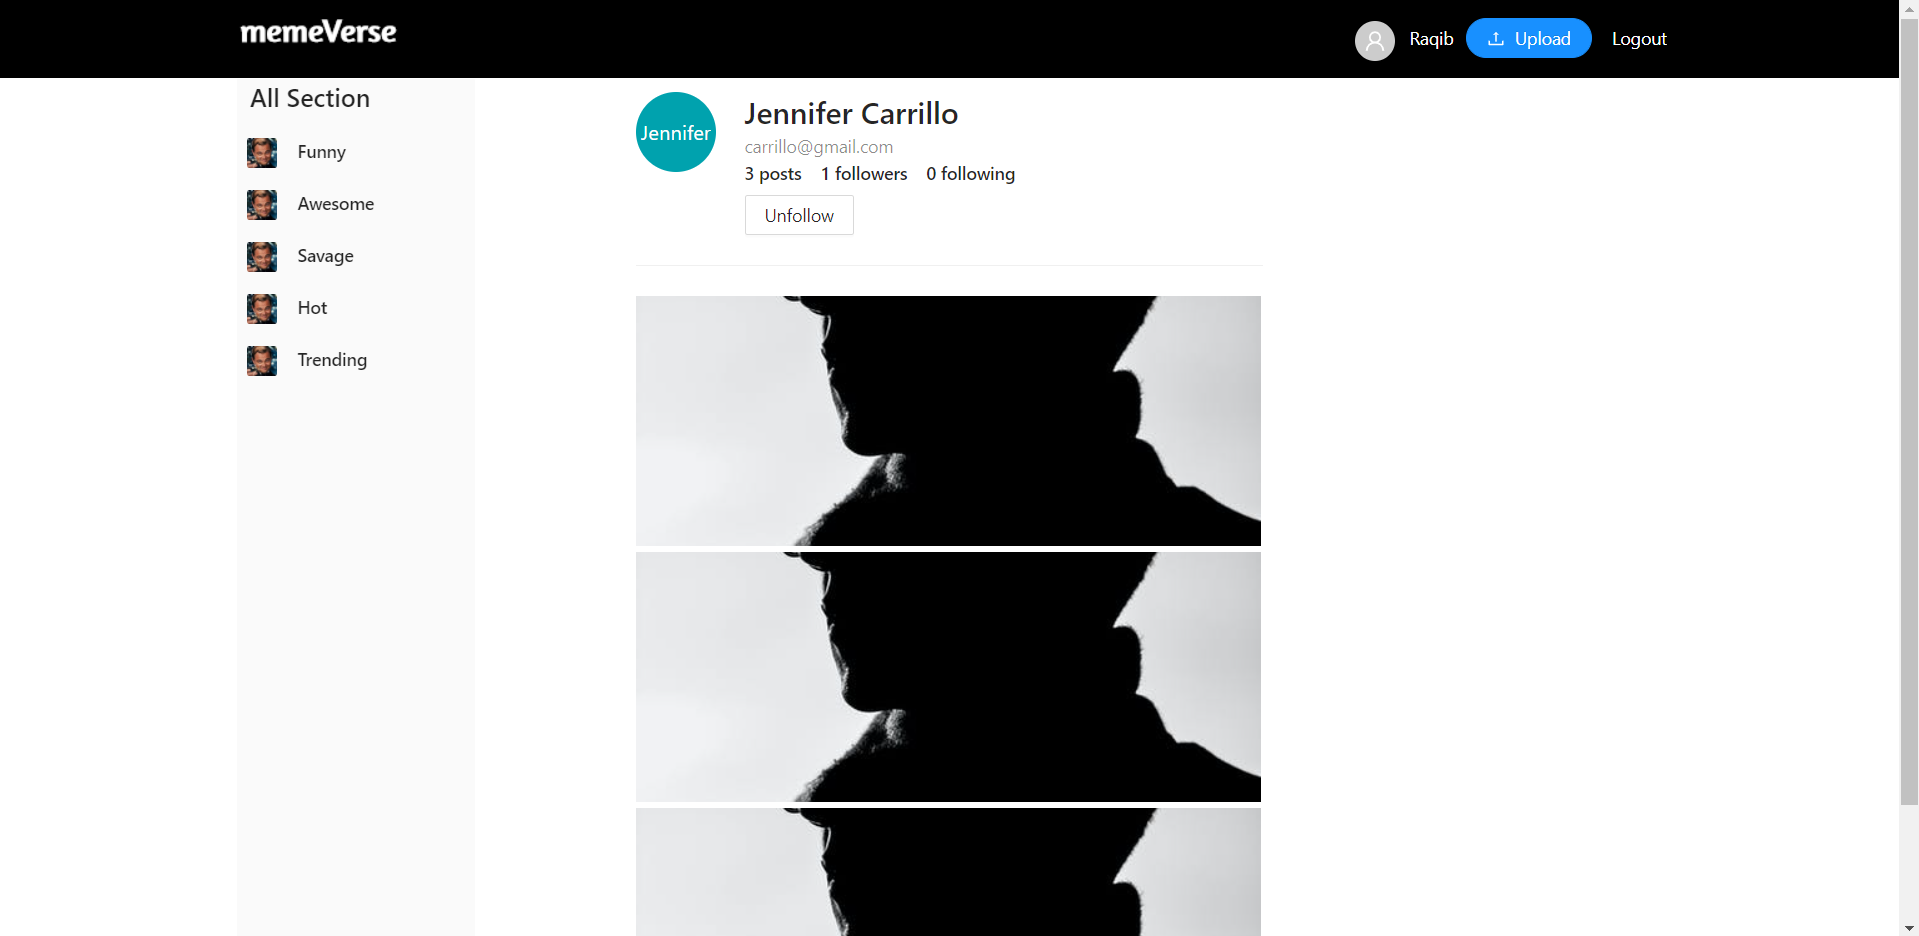 memeVerse
Raqib
Upload
Logout
All Section
Funny
Awesome
Savage
Hot
Trending
Jennifer
Jennifer Carrillo
carrillo@gmail.com
3 posts 1 followers 0 following
Unfollow